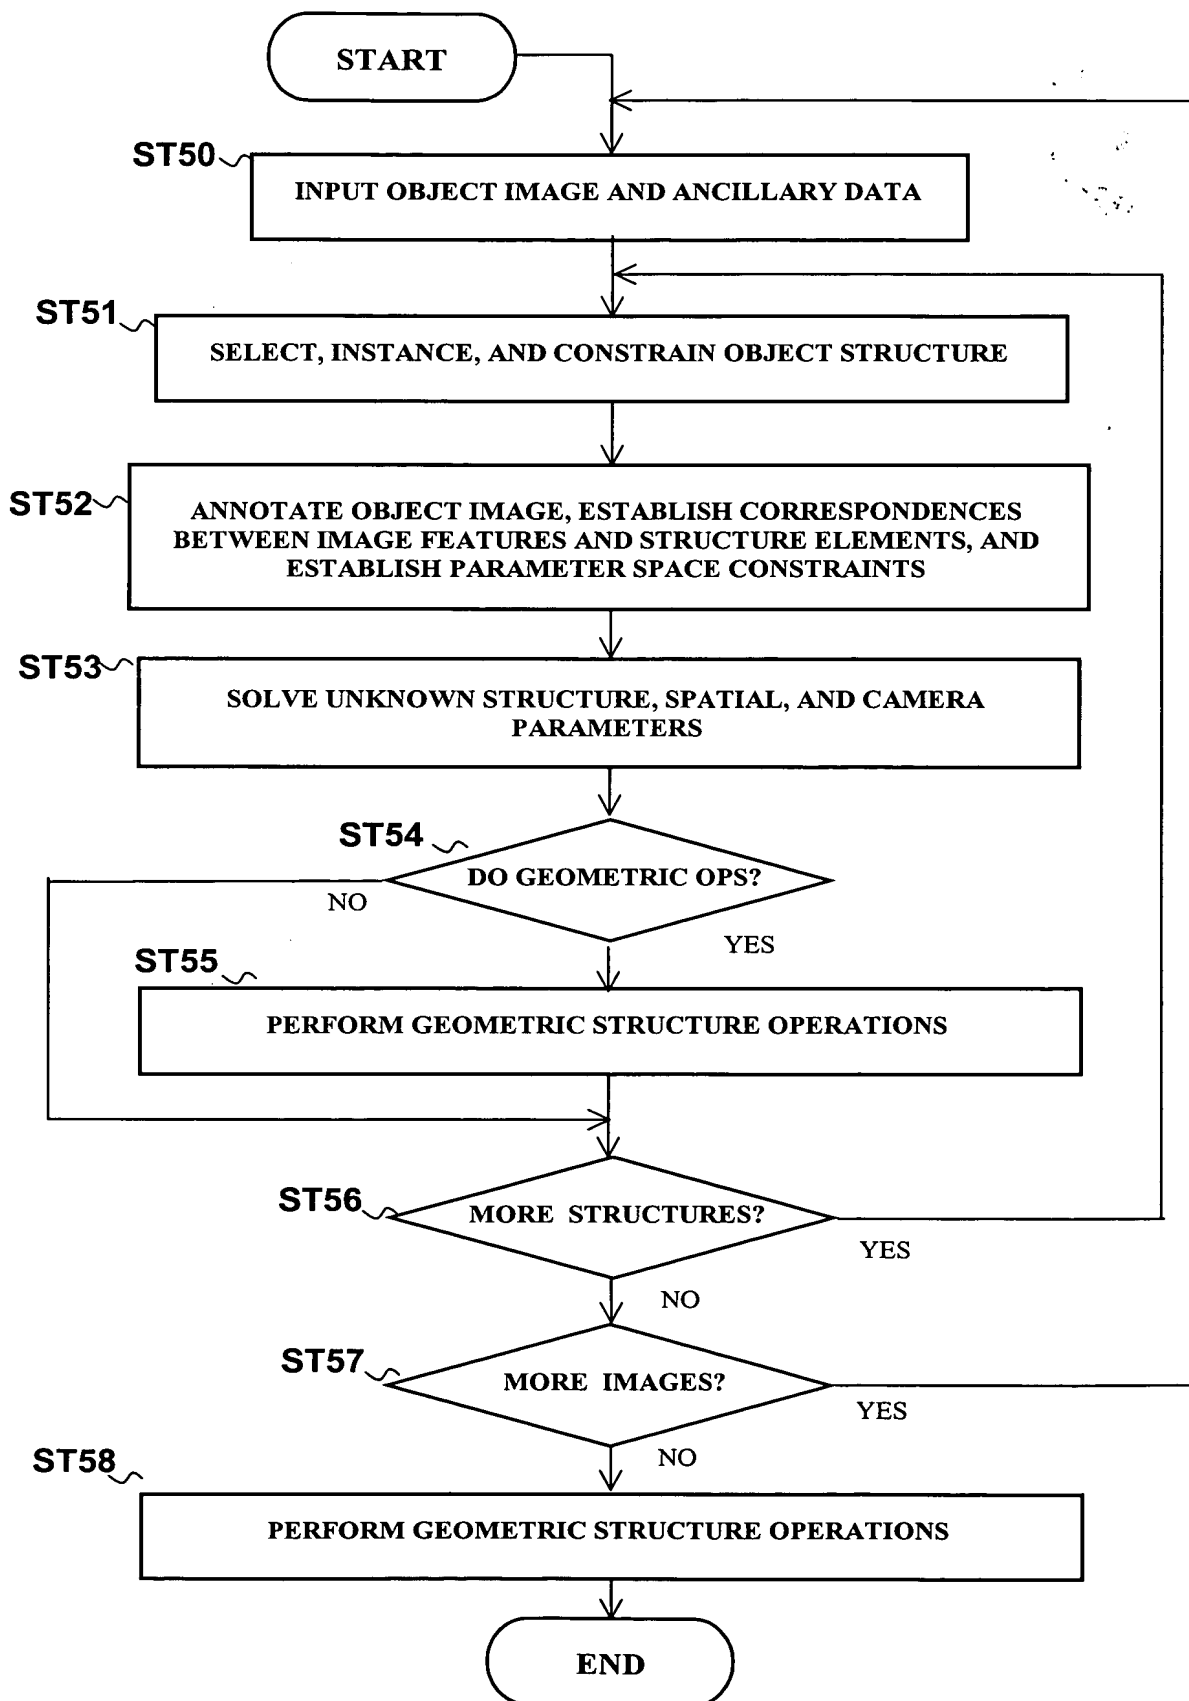 START
ST50
INPUT OBJECT IMAGE AND ANCILLARY DATA
ST51
SELECT, INSTANCE, AND CONSTRAIN OBJECT STRUCTURE
ST52
ANNOTATE OBJECT IMAGE, ESTABLISH CORRESPONDENCES
BETWEEN IMAGE FEATURES AND STRUCTURE ELEMENTS, AND
ESTABLISH PARAMETER SPACE CONSTRAINTS
ST53
SOLVE UNKNOWN STRUCTURE, SPATIAL, AND CAMERA
PARAMETERS
ST54
DO GEOMETRIC OPS?
NO
YES
ST55
PERFORM GEOMETRIC STRUCTURE OPERATIONS
ST56
MORE STRUCTURES?
YES
NO
ST57
MORE IMAGES?
YES
NO
ST58
PERFORM GEOMETRIC STRUCTURE OPERATIONS
END